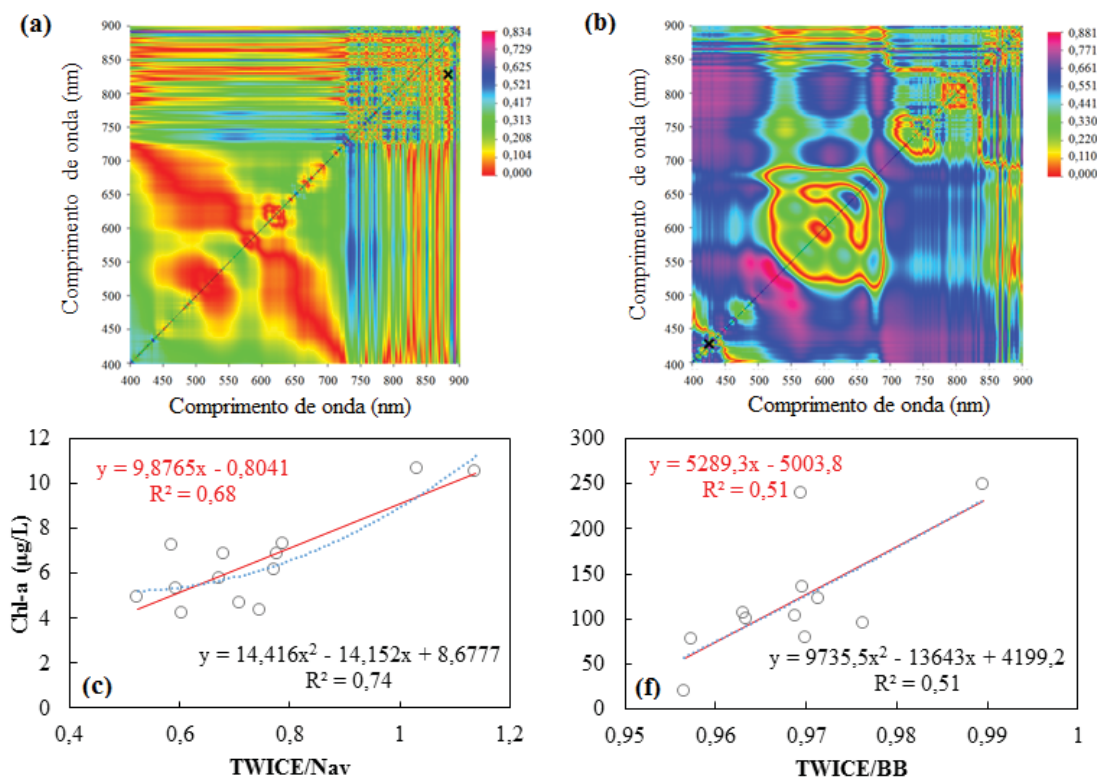 (a)
900
850
800
750
700
650
600
550
500
450
400
Comprimento de onda (nm)
400 450 500 550 600 650 700 750 800 850 900
Comprimento de onda (nm)
0,834
0,729
0,625
0,521
0,417
0,313
0,208
0,104
0,000
(b)
900
850
800
750
700
650
600
550
500
450
400
Comprimento de onda (nm)
400 450 500 550 600 650 700 750 800 850 900
Comprimento de onda (nm)
0,881
0,771
0,661
0,551
0,441
0,330
0,220
0,110
0,000
12
10
8
6
4
2
0
Chl-a (µg/L)
y = 9,8765x - 0,8041
R² = 0,68
y = 14,416x² - 14,152x + 8,6777
R² = 0,74
(c)
0,4 0,6 0,8 1 1,2
TWICE/Nav
300
250
200
150
100
50
0
y = 5289,3x - 5003,8
R² = 0,51
y = 9735,5x² - 13643x + 4199,2
R² = 0,51
(f)
0,95 0,96 0,97 0,98 0,99 1
TWICE/BB